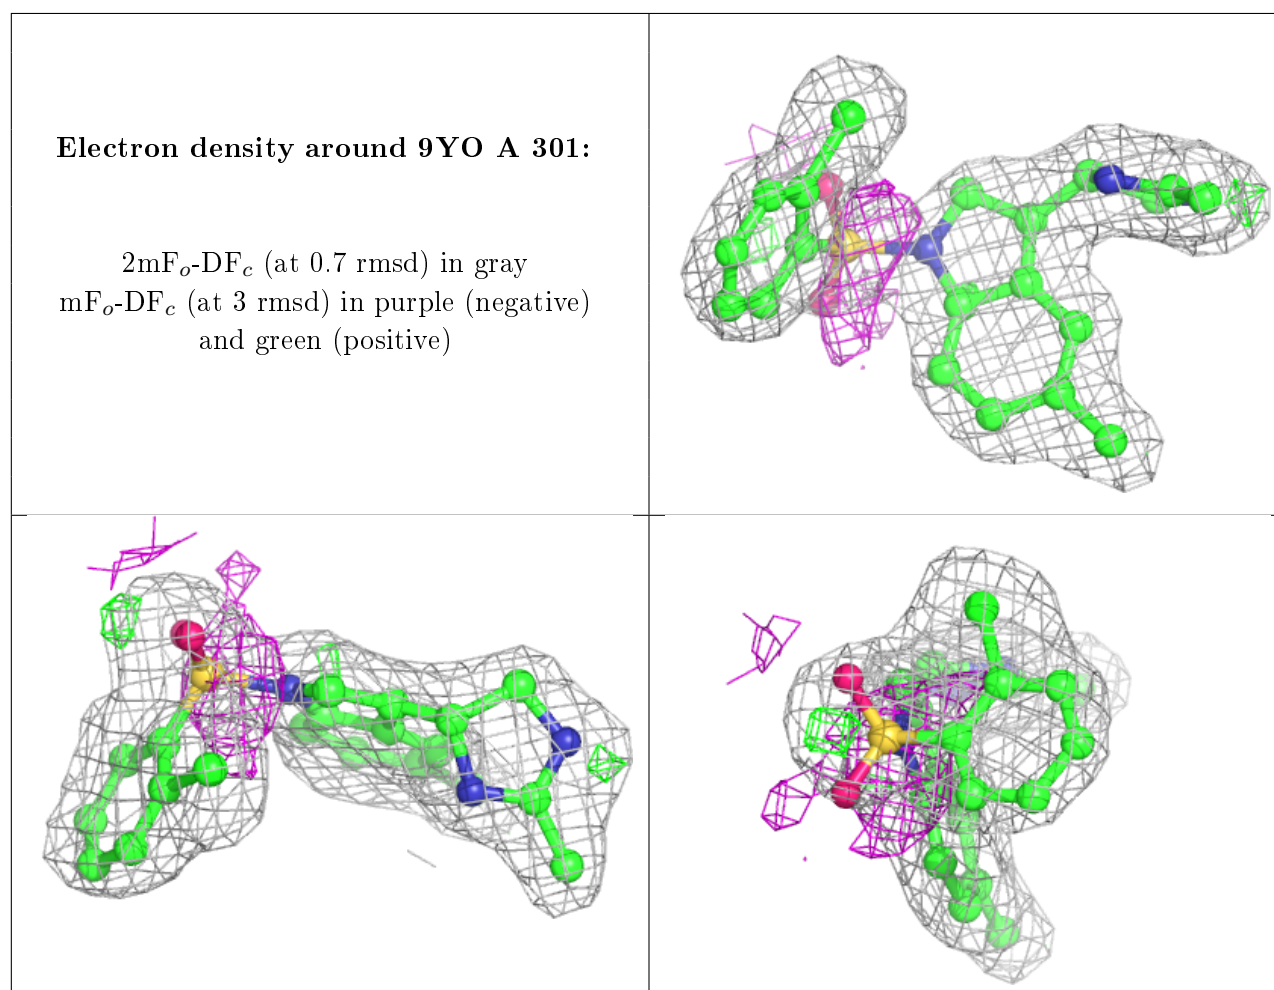 Electron density around 9YO A 301:
2mFₒ-DF𝒸 (at 0.7 rmsd) in gray
mFₒ-DF𝒸 (at 3 rmsd) in purple (negative)
and green (positive)